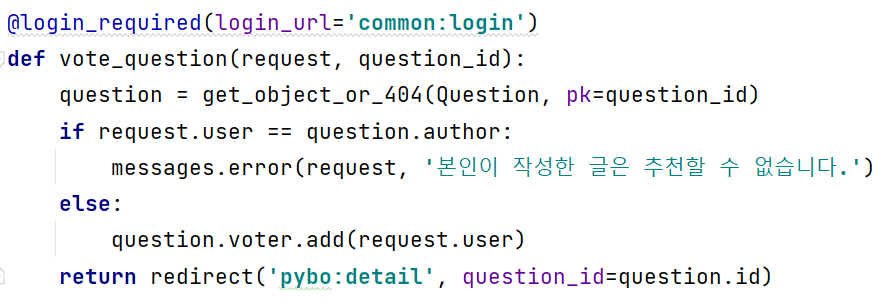 @login_required(login_url='common:login')
def vote_question(request, question_id):
    question = get_object_or_404(Question, pk=question_id)
    if request.user == question.author:
        messages.error(request, '본인이 작성한 글은 추천할 수 없습니다.')
    else:
        question.voter.add(request.user)
    return redirect('pybo:detail', question_id=question.id)